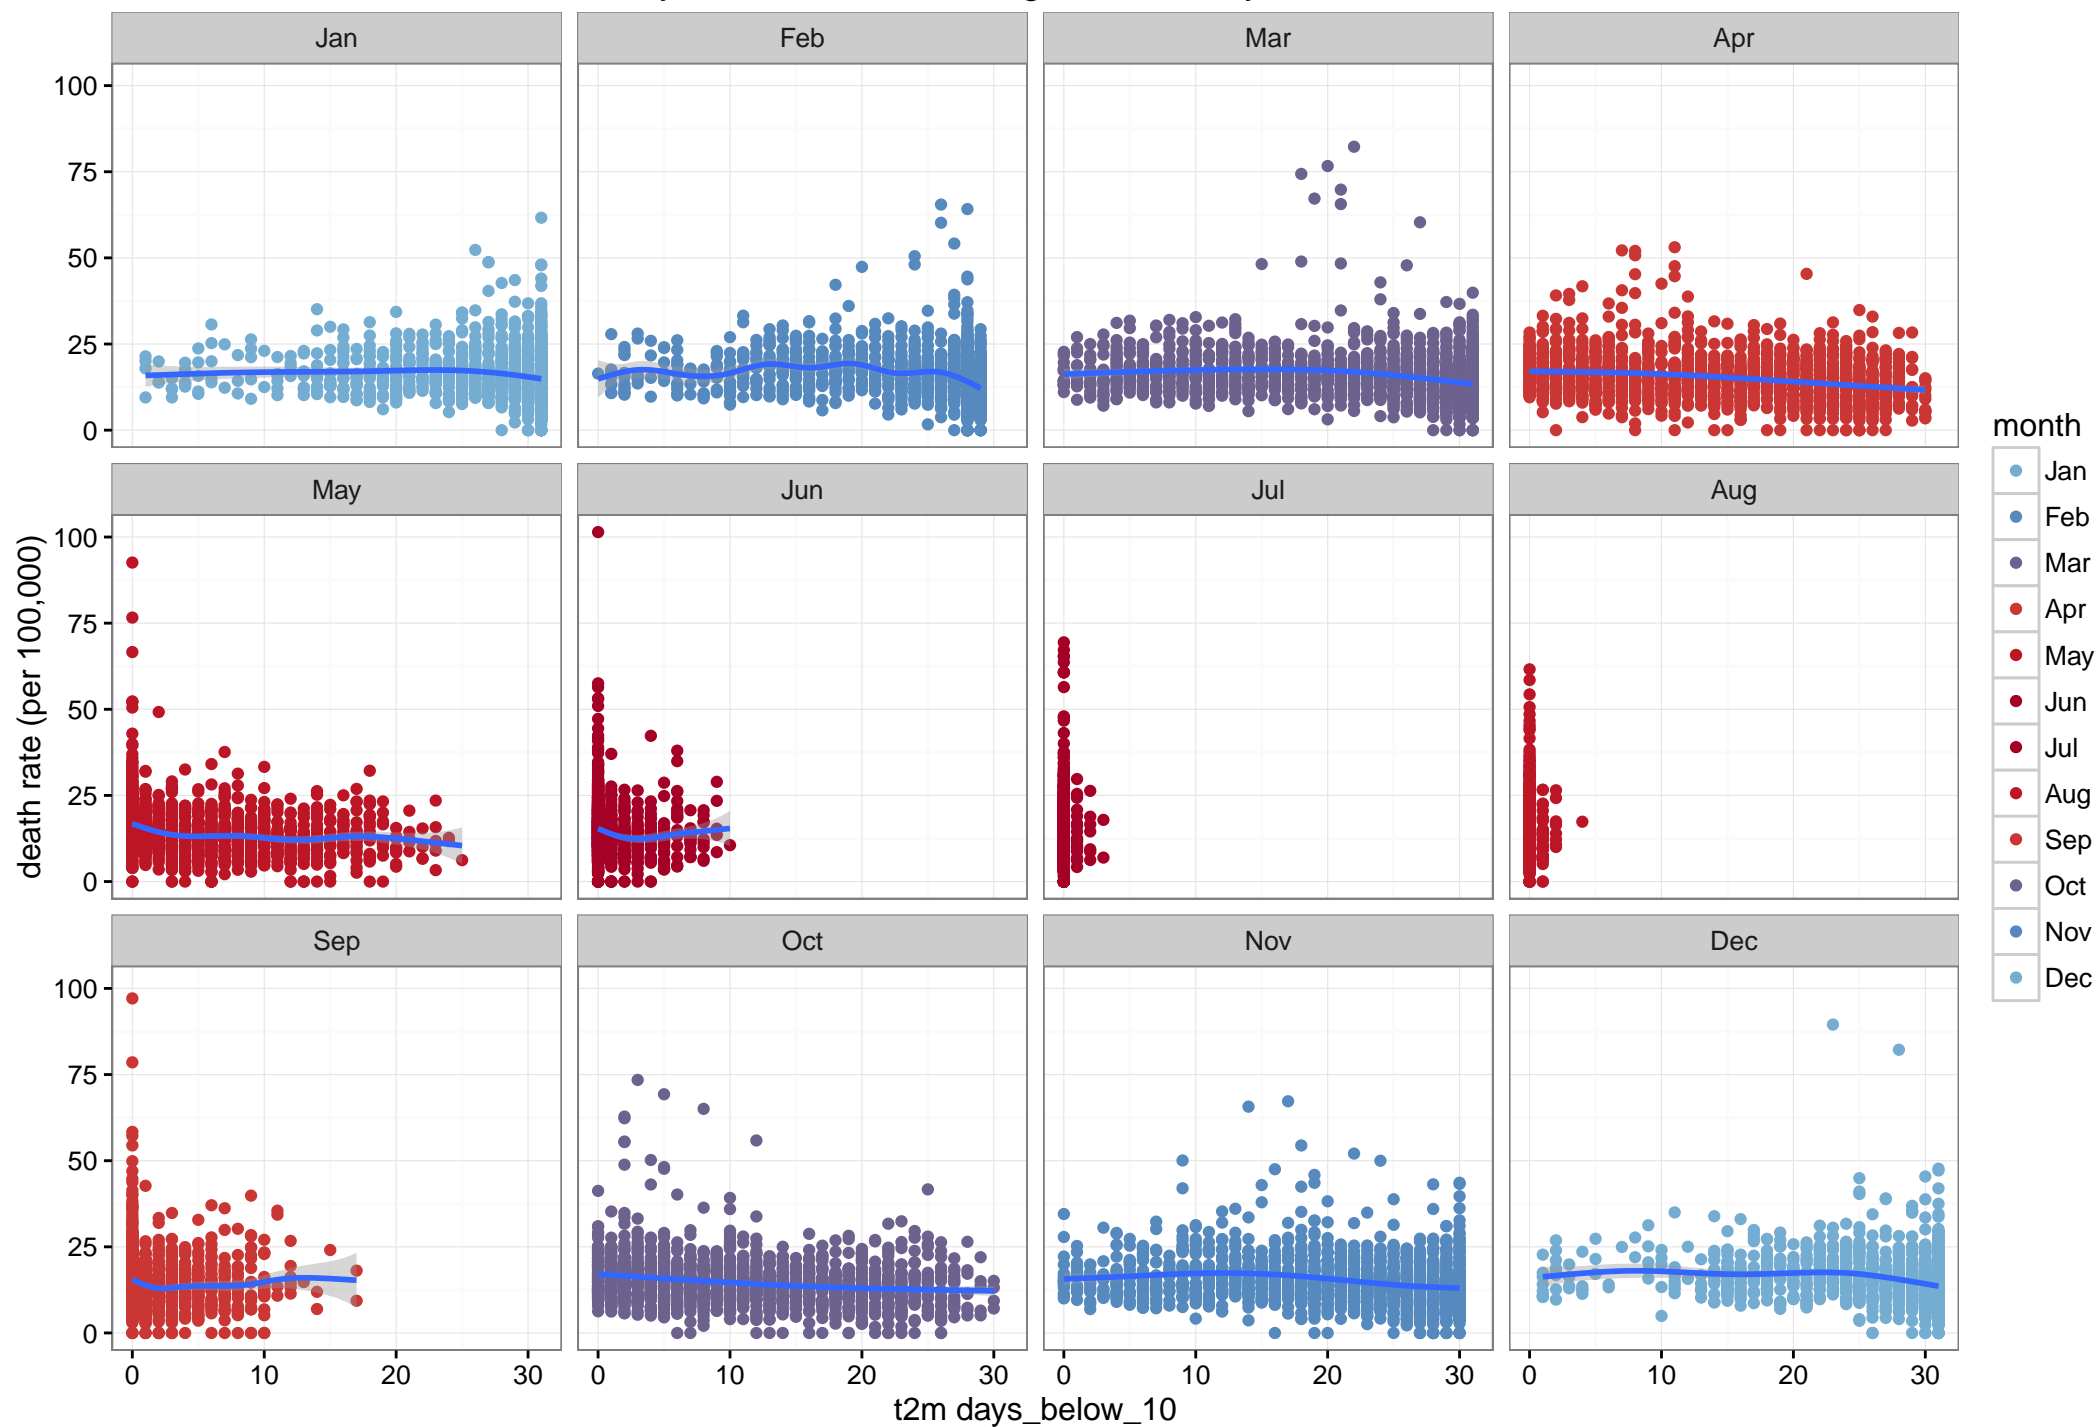 Jan Feb Mar Apr
100
75
50
25
0
May Jun Jul Aug
100
75
50
25
0
Sep Oct Nov Dec
100
75
50
25
0
0 10 20 30 0 10 20 30 0 10 20 30 0 10 20 30
t2m days_below_10
death rate (per 100,000)
month
Jan
Feb
Mar
Apr
May
Jun
Jul
Aug
Sep
Oct
Nov
Dec